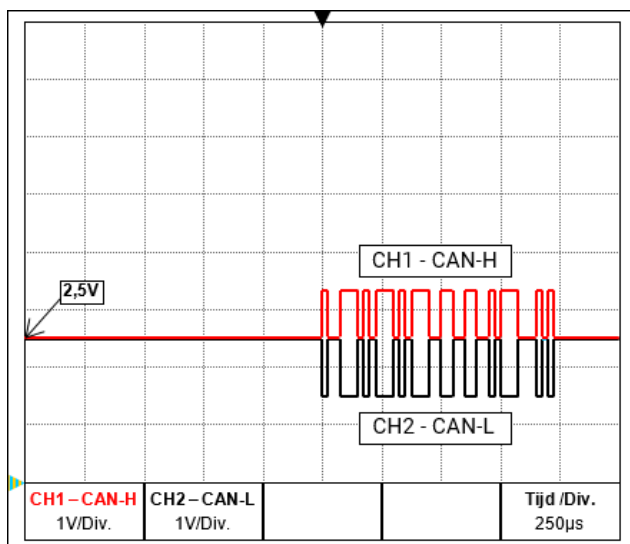 CH1 - CAN-H
2,5V
CH2 - CAN-L
CH1–CAN-H CH2–CAN-L Tijd /Div.
1V/Div. 1V/Div. 250µs